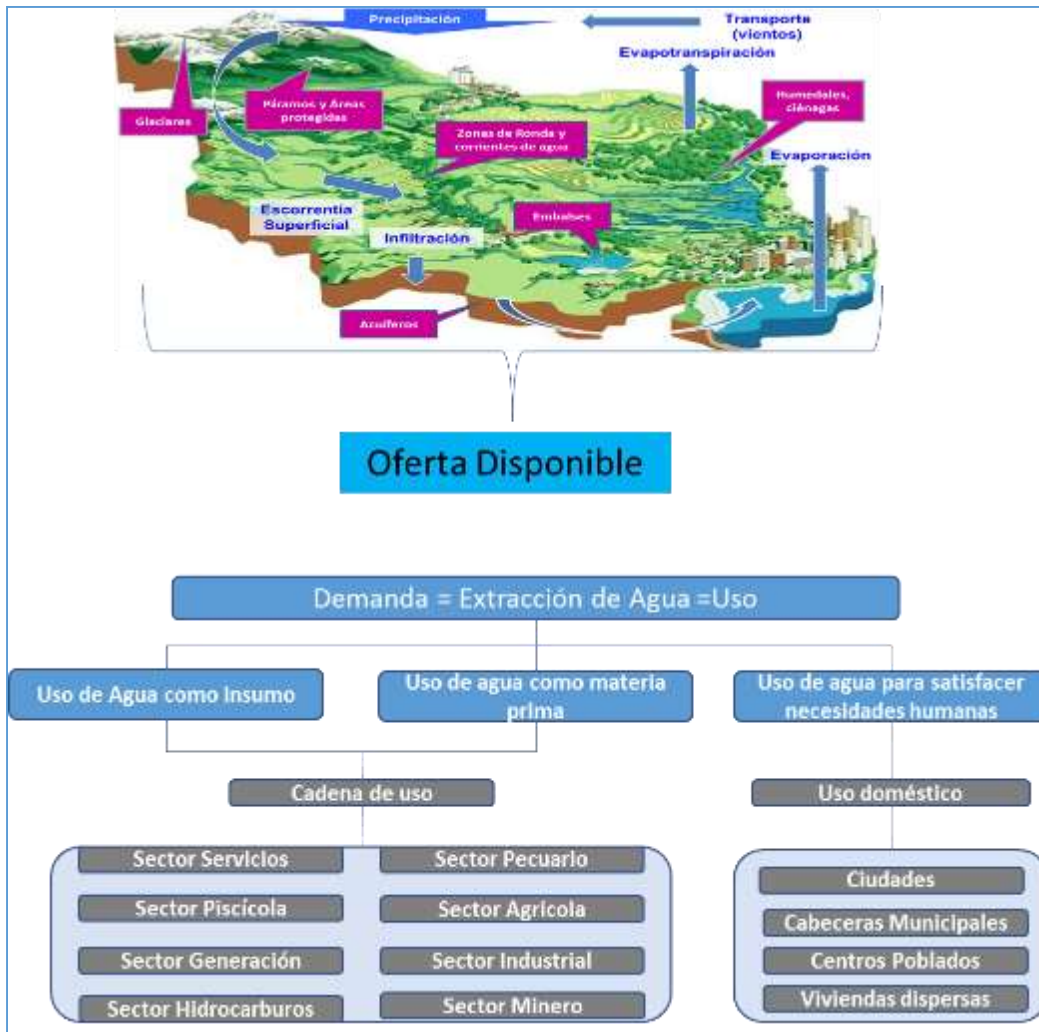 Precipitación
Transporte
(vientos)
Evapotranspiración
Glaciares
Páramos y Áreas
protegidas
Zonas de Ronda y
corrientes de agua
Humedales,
ciénagas
Evaporación
Escorrentía
Superficial
Infiltración
Embalses
Acuíferos
Oferta Disponible
Demanda = Extracción de Agua =Uso
Uso de Agua como Insumo
Uso de agua como materia
prima
Uso de agua para satisfacer
necesidades humanas
Cadena de uso
Uso doméstico
Sector Servicios
Sector Pecuario
Sector Piscícola
Sector Agrícola
Sector Generación
Sector Industrial
Sector Hidrocarburos
Sector Minero
Ciudades
Cabeceras Municipales
Centros Poblados
Viviendas dispersas